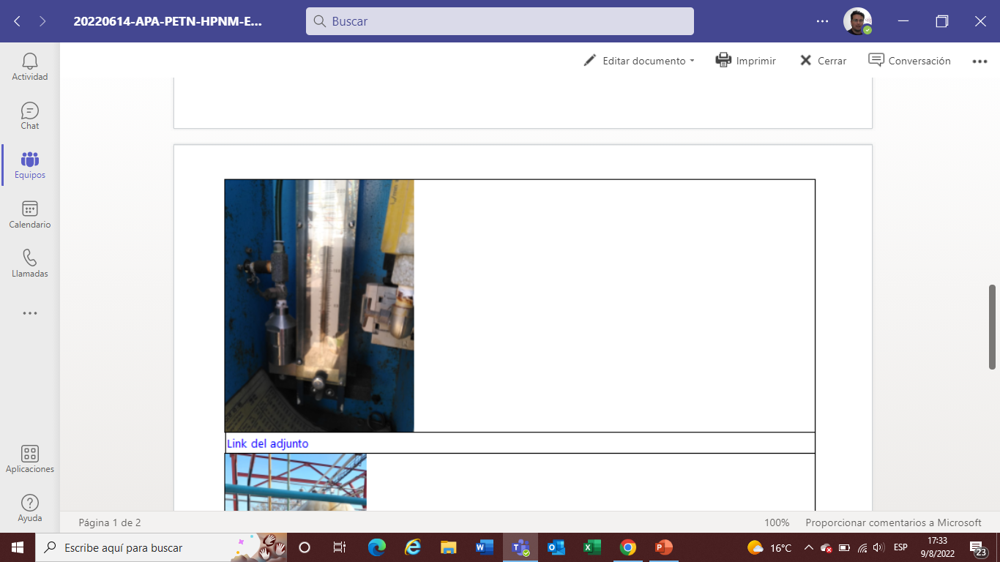 20220614-APA-PETN-HPNM-E...
Buscar
Editar documento
Imprimir
Cerrar
Conversación
Actividad
Chat
Equipos
Calendario
Llamadas
Aplicaciones
Ayuda
Link del adjunto
Página 1 de 2
100%
Proporcionar comentarios a Microsoft
Escribe aquí para buscar
16°C
ESP
17:33
9/8/2022
23